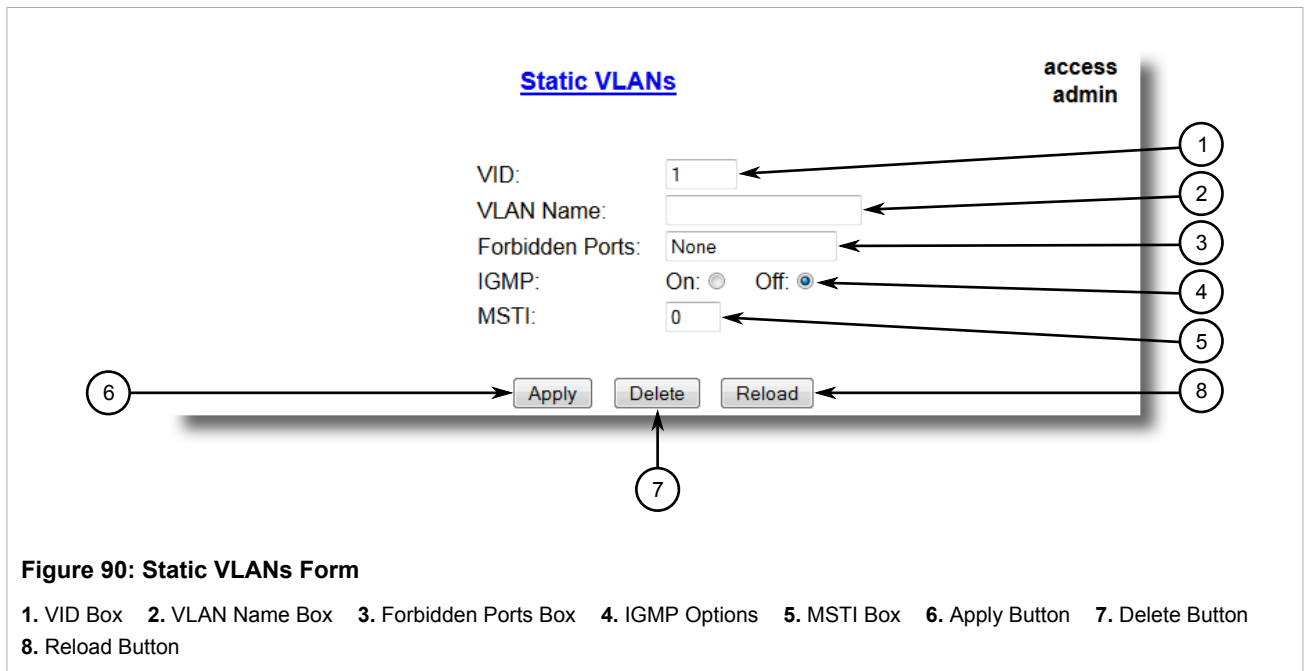 Static VLANs
access
admin
VID: 1
VLAN Name:
Forbidden Ports: None
IGMP: On: Off:
MSTI: 0
Apply Delete Reload
1
2
3
4
5
6
8
7
Figure 90: Static VLANs Form
1. VID Box 2. VLAN Name Box 3. Forbidden Ports Box 4. IGMP Options 5. MSTI Box 6. Apply Button 7. Delete Button
8. Reload Button